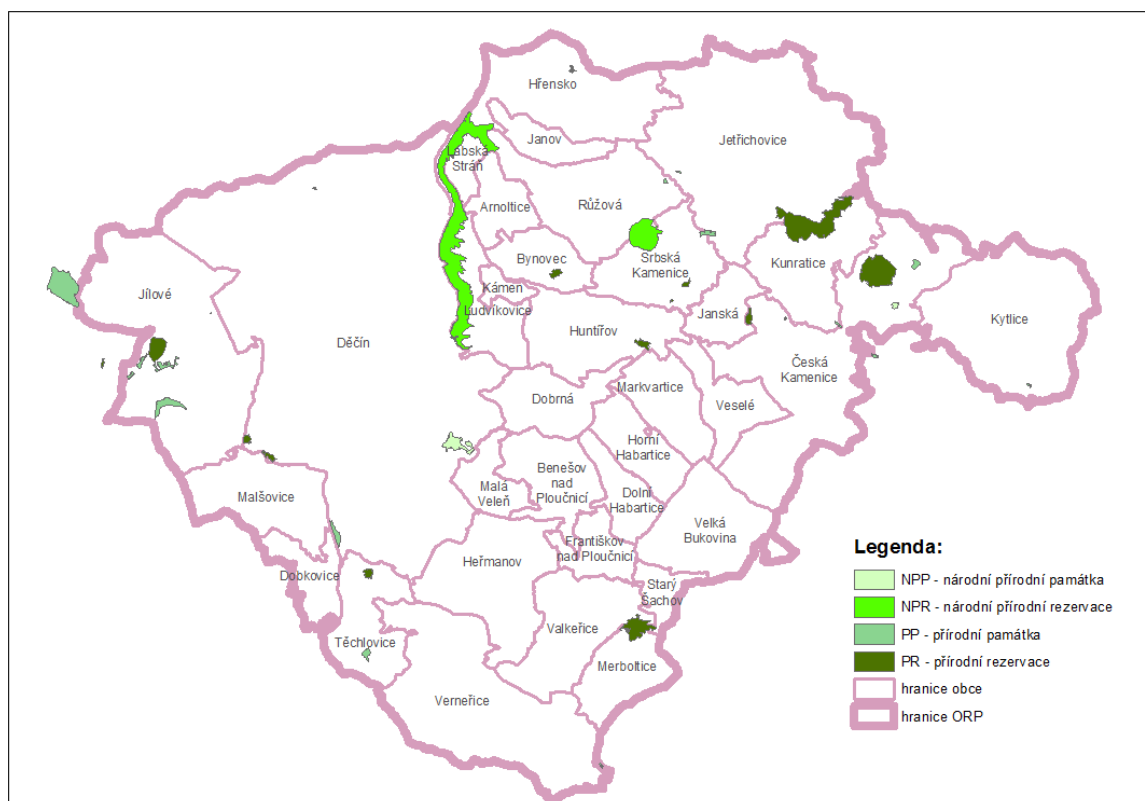 Hřensko
Janov
Jetřichovice
Labská
Stráň
Arnoltice
Růžová
Bynovec
Srbská
Kamenice
Kunratice
Kámen
Ludvíkovice
Jílové
Děčín
Huntířov
Janská
Kytlice
Česká
Kamenice
Dobrná
Markvartice
Veselé
Horní
Habartice
Benešov
nad
Ploučnicí
Malá
Veleň
Dolní
Habartice
Malšovice
Velká
Bukovina
Františkov
nad Ploučnicí
Heřmanov
Dobkovice
Starý
Šachov
Valkeřice
Těchlovice
Merboltice
Verneřice
Legenda:
NPP - národní přírodní památka
NPR - národní přírodní rezervace
PP - přírodní památka
PR - přírodní rezervace
hranice obce
hranice ORP